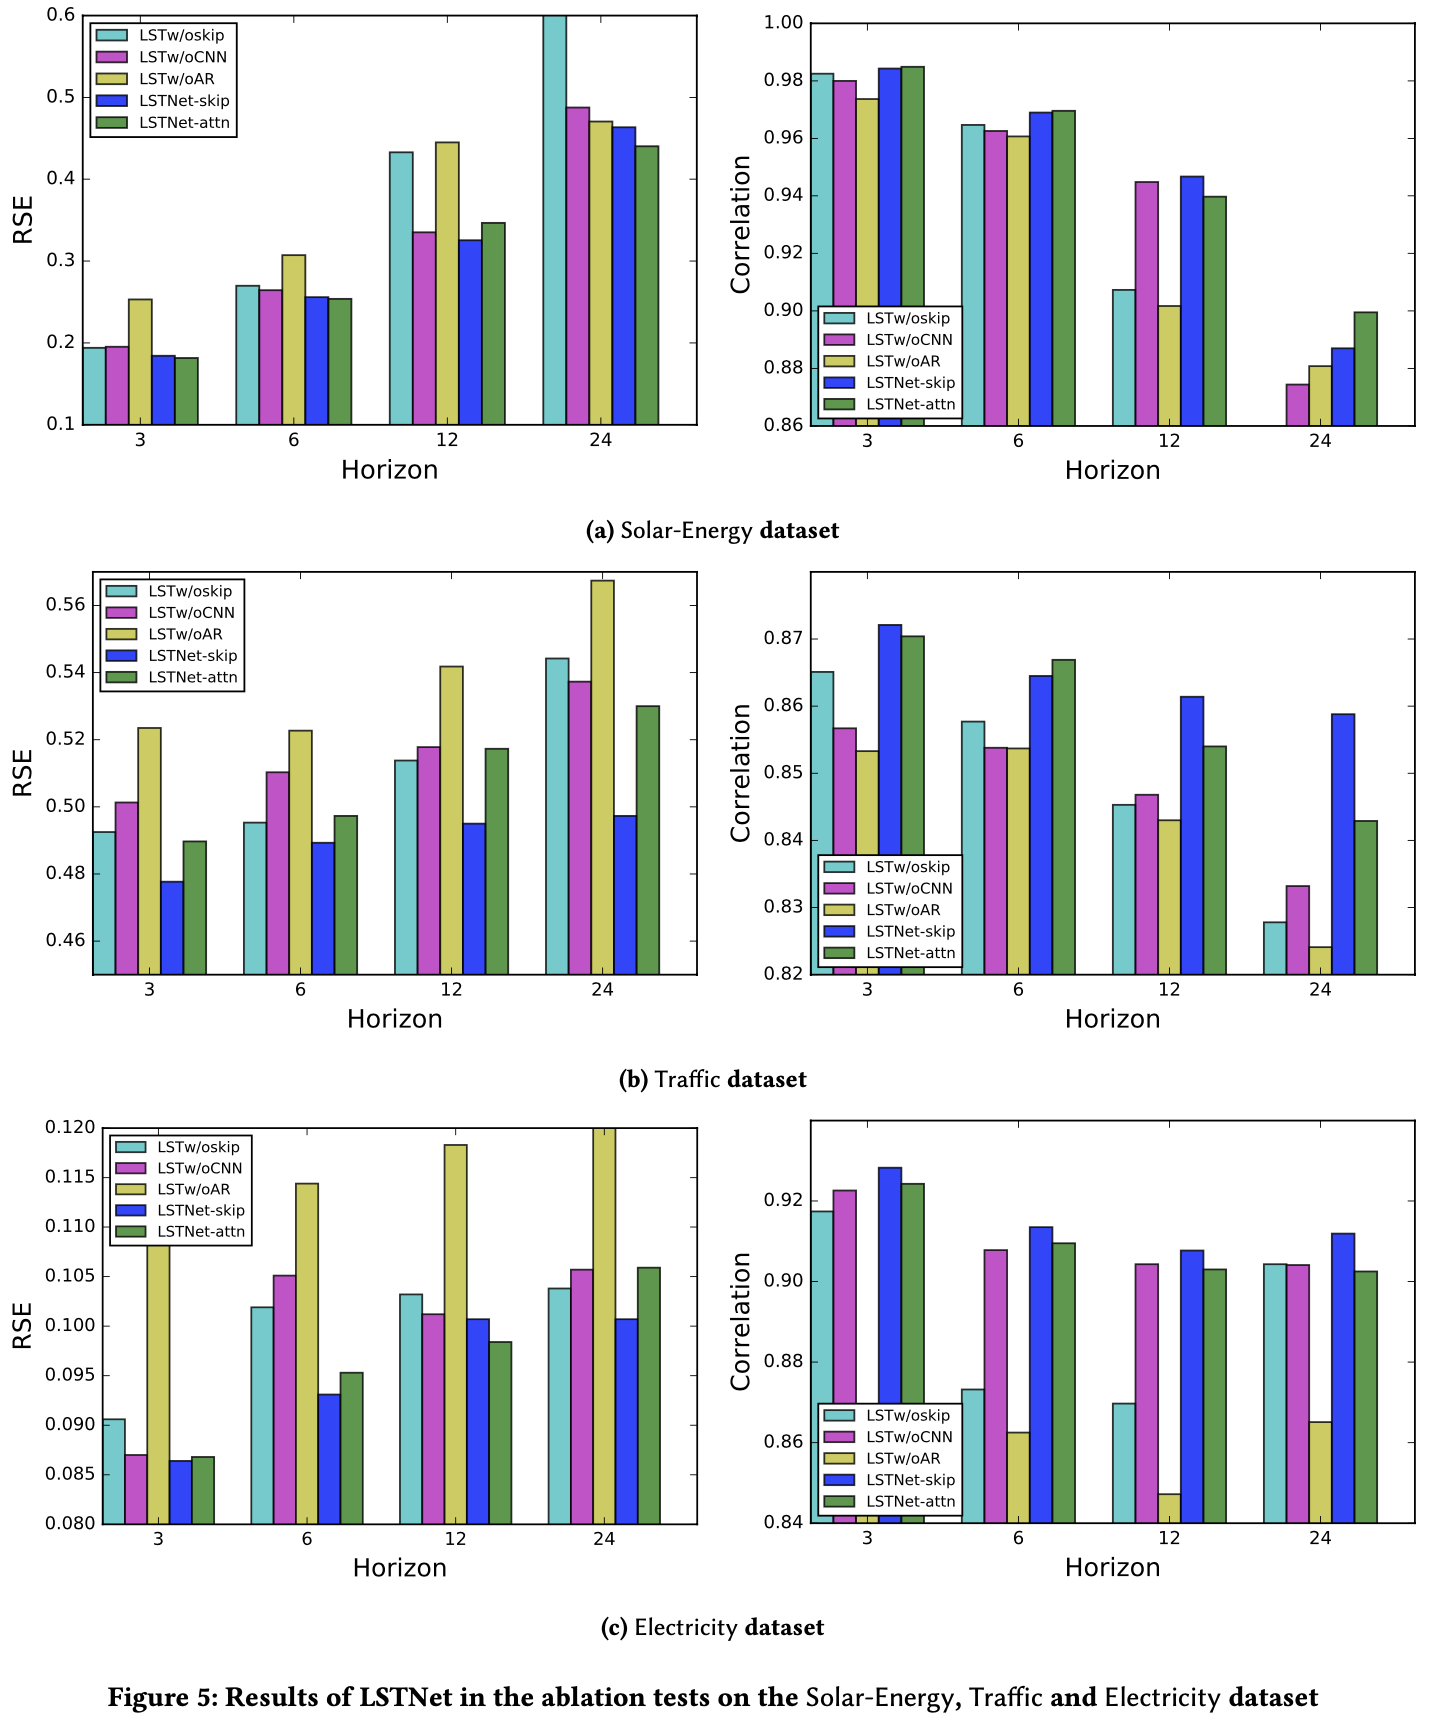 0.6
0.5
0.4
0.3
0.2
0.1
RSE
LSTw/oskip
LSTw/oCNN
LSTw/oAR
LSTNet-skip
LSTNet-attn
3 6 12 24
Horizon
1.00
0.98
0.96
0.94
0.92
0.90
0.88
0.86
Correlation
LSTw/oskip
LSTw/oCNN
LSTw/oAR
LSTNet-skip
LSTNet-attn
3 6 12 24
Horizon
(a) Solar-Energy dataset
0.56
0.54
0.52
0.50
0.48
0.46
RSE
LSTw/oskip
LSTw/oCNN
LSTw/oAR
LSTNet-skip
LSTNet-attn
3 6 12 24
Horizon
0.87
0.86
0.85
0.84
0.83
0.82
Correlation
LSTw/oskip
LSTw/oCNN
LSTw/oAR
LSTNet-skip
LSTNet-attn
3 6 12 24
Horizon
(b) Traffic dataset
0.120
0.115
0.110
0.105
0.100
0.095
0.090
0.085
0.080
RSE
LSTw/oskip
LSTw/oCNN
LSTw/oAR
LSTNet-skip
LSTNet-attn
3 6 12 24
Horizon
0.92
0.90
0.88
0.86
0.84
Correlation
LSTw/oskip
LSTw/oCNN
LSTw/oAR
LSTNet-skip
LSTNet-attn
3 6 12 24
Horizon
(c) Electricity dataset
Figure 5: Results of LSTNet in the ablation tests on the Solar-Energy, Traffic and Electricity dataset